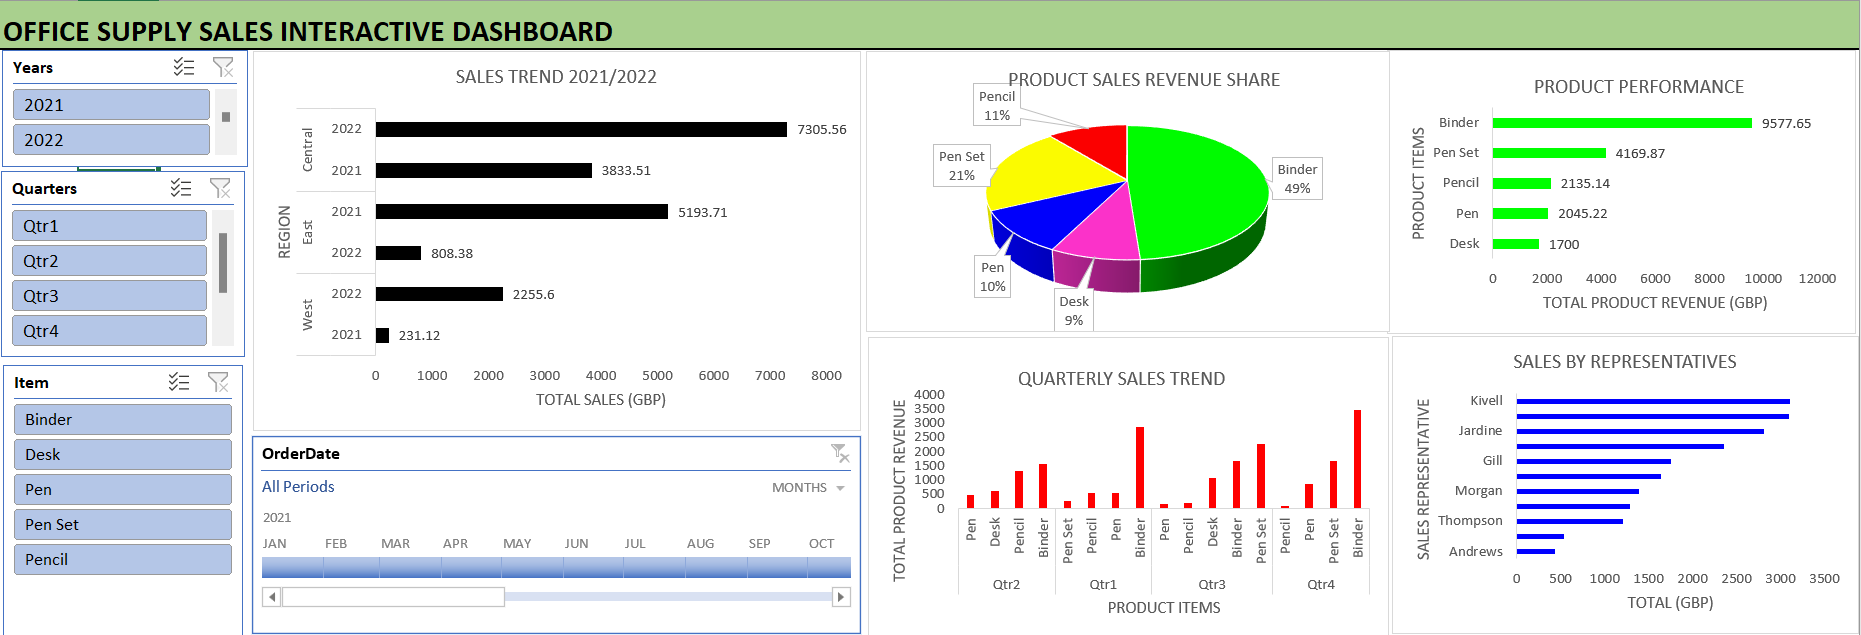 OFFICE SUPPLY SALES INTERACTIVE DASHBOARD
Years
2021
2022
Quarters
Qtr1
Qtr2
Qtr3
Qtr4
Item
Binder
Desk
Pen
Pen Set
Pencil
SALES TREND 2021/2022
REGION
Central
2022
7305.56
2021
3833.51
East
2021
5193.71
2022
808.38
West
2022
2255.6
2021
231.12
0 1000 2000 3000 4000 5000 6000 7000 8000
TOTAL SALES (GBP)
OrderDate
All Periods
MONTHS
2021
JAN FEB MAR APR MAY JUN JUL AUG SEP OCT
PRODUCT SALES REVENUE SHARE
Pencil
11%
Pen Set
21%
Binder
49%
Pen
10%
Desk
9%
PRODUCT PERFORMANCE
PRODUCT ITEMS
Binder 9577.65
Pen Set 4169.87
Pencil 2135.14
Pen 2045.22
Desk 1700
0 2000 4000 6000 8000 10000 12000
TOTAL PRODUCT REVENUE (GBP)
QUARTERLY SALES TREND
TOTAL PRODUCT REVENUE
4000
3500
3000
2500
2000
1500
1000
500
0
Pen Desk Pencil Binder Pen Set Pencil Pen Binder Pen Pencil Desk Binder Pen Set Pencil Pen Pen Set Binder
Qtr2 Qtr1 Qtr3 Qtr4
PRODUCT ITEMS
SALES BY REPRESENTATIVES
SALES REPRESENTATIVE
Kivell
Jardine
Gill
Morgan
Thompson
Andrews
0 500 1000 1500 2000 2500 3000 3500
TOTAL (GBP)